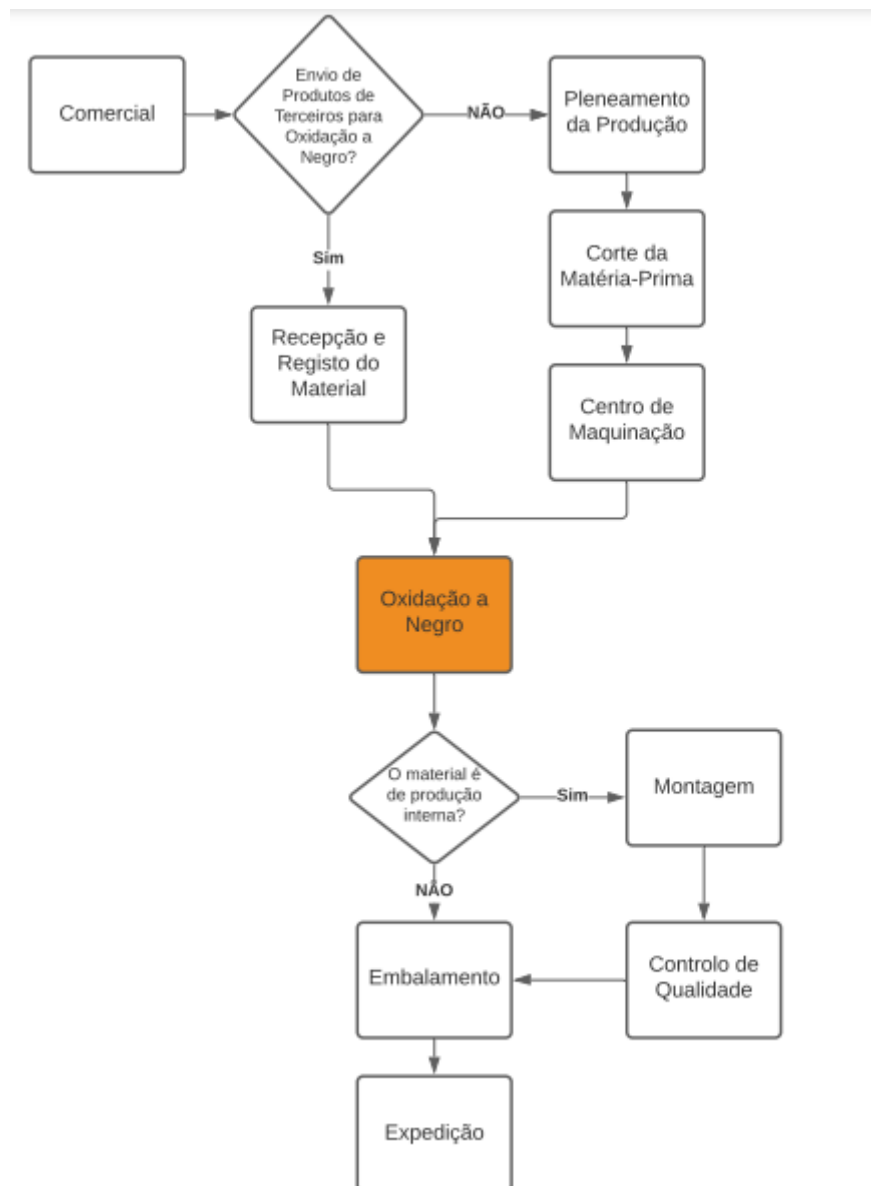 Comercial
Envio de
Produtos de
Terceiros para
Oxidação a
Negro?
NÃO
Pleneamento
da Produção
Sim
Corte da
Matéria-Prima
Recepção e
Registo do
Material
Centro de
Maquinação
Oxidação a
Negro
O material é
de produção
interna?
Sim
Montagem
NÃO
Embalamento
Controlo de
Qualidade
Expedição